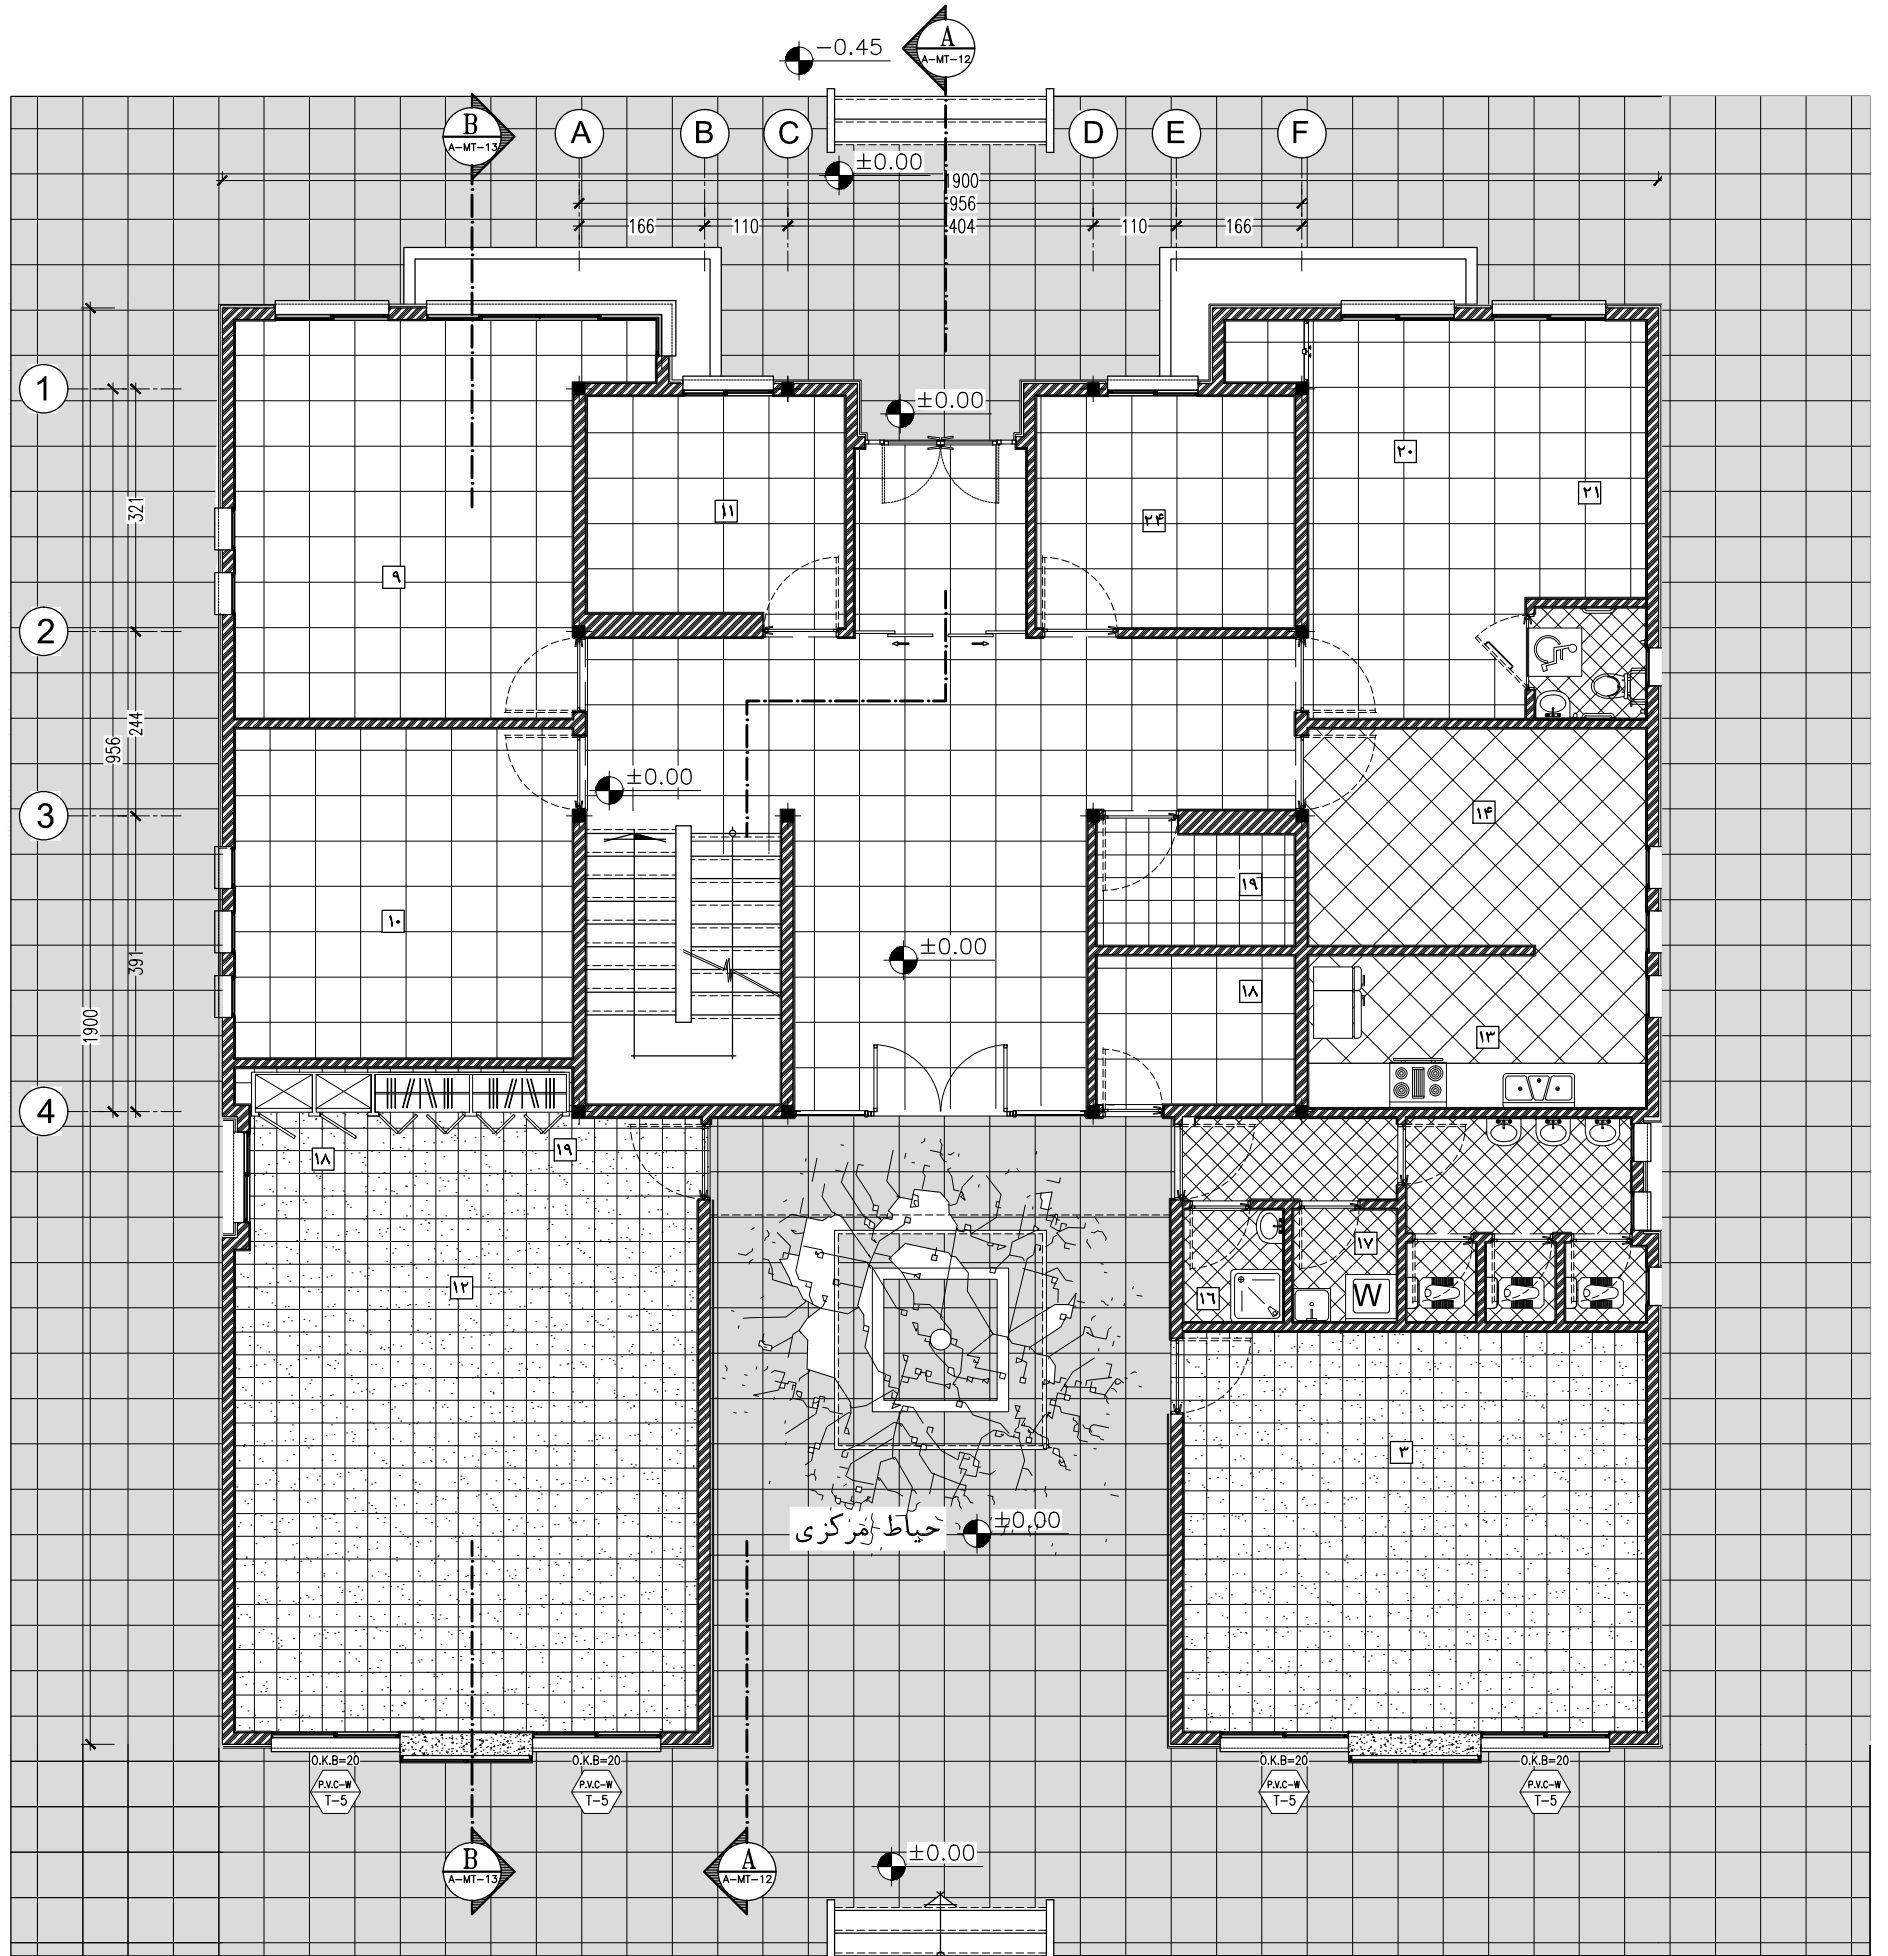 -0.45
A
A-MT-12
B
A-MT-13
A
B
C
D
E
F
±0.00
1900
956
166
110
404
110
166
1
±0.00
۲۰
۲۱
321
۱۱
۲۴
۹
2
244
956
±0.00
3
۱۴
۱۹
۱۰
±0.00
391
۱۸
1900
۱۳
4
۱۸
۱۹
۱۷
۱۲
۱۶
W
۳
حیاط مرکزی
±0.00
O.K.B=20
O.K.B=20
O.K.B=20
O.K.B=20
P.V.C-W
T-5
P.V.C-W
T-5
P.V.C-W
T-5
P.V.C-W
T-5
B
A-MT-13
A
A-MT-12
±0.00